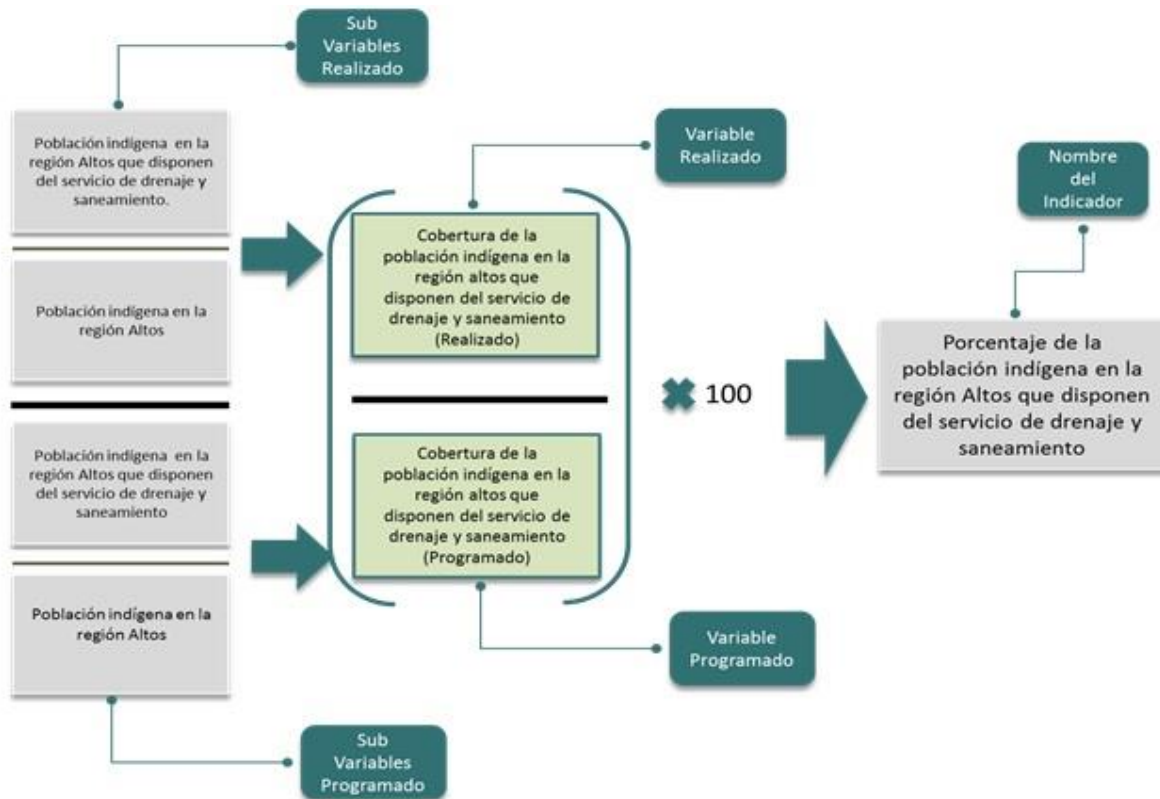 Sub
Variables
Realizado
Población indígena en la
región Altos que disponen
del servicio de drenaje y
saneamiento.
Población indígena en la
región Altos
Población indígena en la
región Altos que disponen
del servicio de drenaje y
saneamiento
Población indígena en la
región Altos
Sub
Variables
Programado
Variable
Realizado
Cobertura de la
población indígena en la
región altos que
disponen del servicio de
drenaje y saneamiento
(Realizado)
Cobertura de la
población indígena en la
región altos que
disponen del servicio de
drenaje y saneamiento
(Programado)
Variable
Programado
100
Nombre
del
Indicador
Porcentaje de la
población indígena en la
región Altos que disponen
del servicio de drenaje y
saneamiento